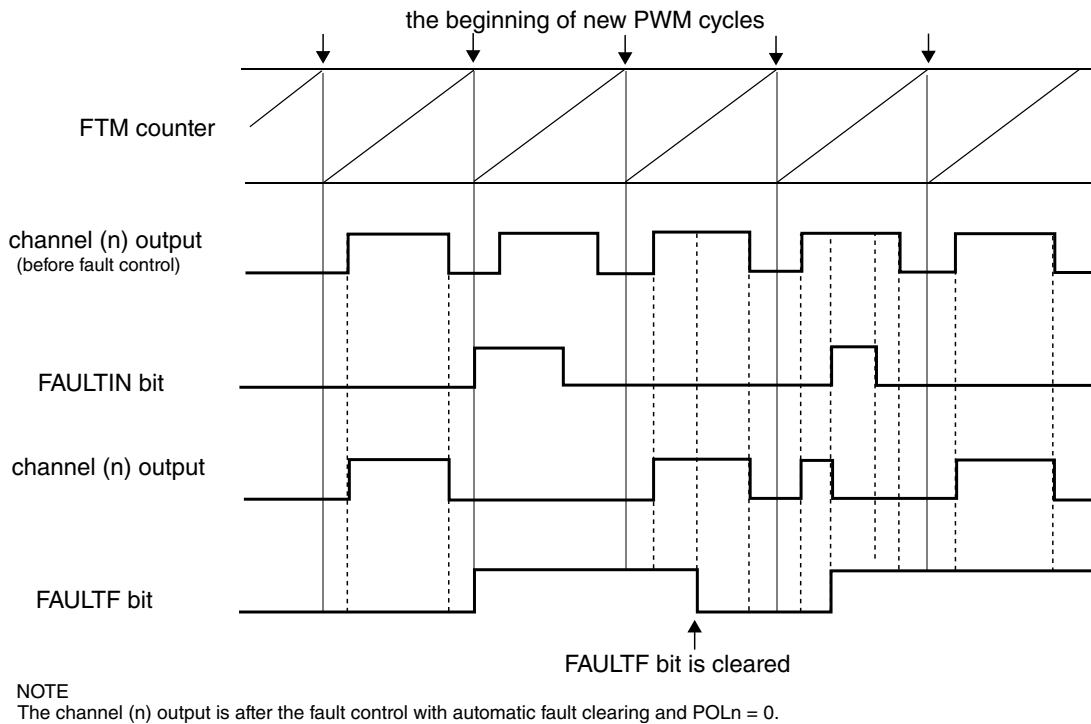 the beginning of new PWM cycles
FTM counter
channel (n) output
(before fault control)
FAULTIN bit
channel (n) output
FAULTF bit
FAULTF bit is cleared
NOTE
The channel (n) output is after the fault control with automatic fault clearing and POLn = 0.